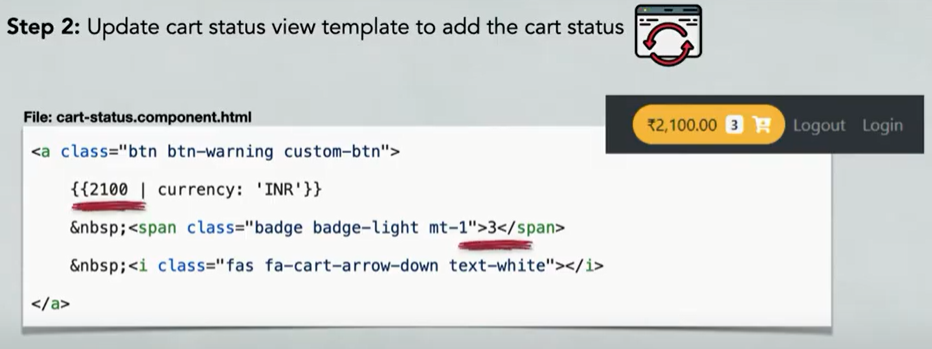 Step 2: Update cart status view template to add the cart status
File: cart-status.component.html
₹2,100.00 3 Logout Login
<a class="btn btn-warning custom-btn">
{{2100 | currency: 'INR'}}
&nbsp;<span class="badge badge-light mt-1">3</span>
&nbsp;<i class="fas fa-cart-arrow-down text-white"></i>
</a>